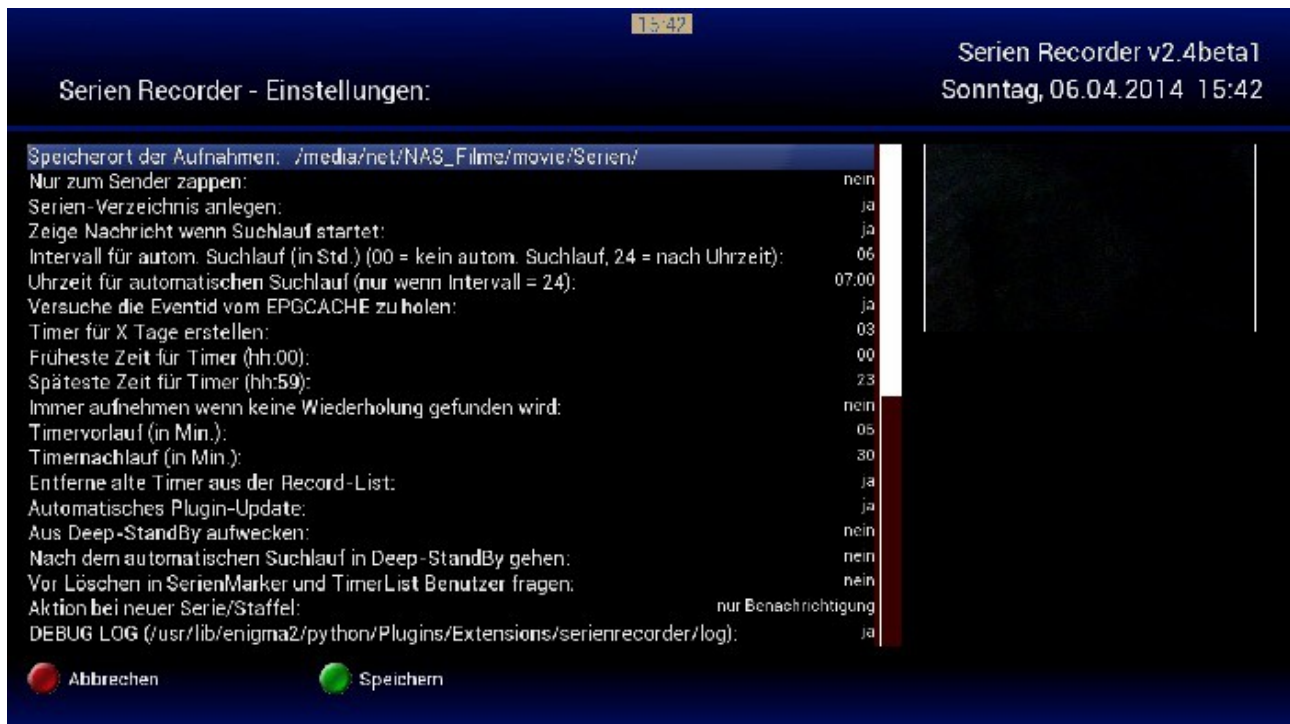 15:42
Serien Recorder v2.4beta1
Serien Recorder - Einstellungen:
Sonntag, 06.04.2014 15:42
Speicherort der Aufnahmen: /media/net/NAS_Filme/movie/Serien/
Nur zum Sender zappen: nein
Serien-Verzeichnis anlegen: ja
Zeige Nachricht wenn Suchlauf startet: ja
Intervall für autom. Suchlauf (in Std.) (00 = kein autom. Suchlauf, 24 = nach Uhrzeit): 06
Uhrzeit für automatischen Suchlauf (nur wenn Intervall = 24): 07:00
Versuche die Eventid vom EPGCACHE zu holen: ja
Timer für X Tage erstellen: 03
Früheste Zeit für Timer (hh:00): 00
Späteste Zeit für Timer (hh:59): 23
Immer aufnehmen wenn keine Wiederholung gefunden wird: nein
Timervorlauf (in Min.): 05
Timernachlauf (in Min.): 30
Entferne alte Timer aus der Record-List: ja
Automatisches Plugin-Update: ja
Aus Deep-StandBy aufwecken: nein
Nach dem automatischen Suchlauf in Deep-StandBy gehen: nein
Vor Löschen in SerienMarker und TimerList Benutzer fragen: nein
Aktion bei neuer Serie/Staffel: nur Benachrichtigung
DEBUG LOG (/usr/lib/enigma2/python/Plugins/Extensions/serienrecorder/log): ja
Abbrechen Speichern